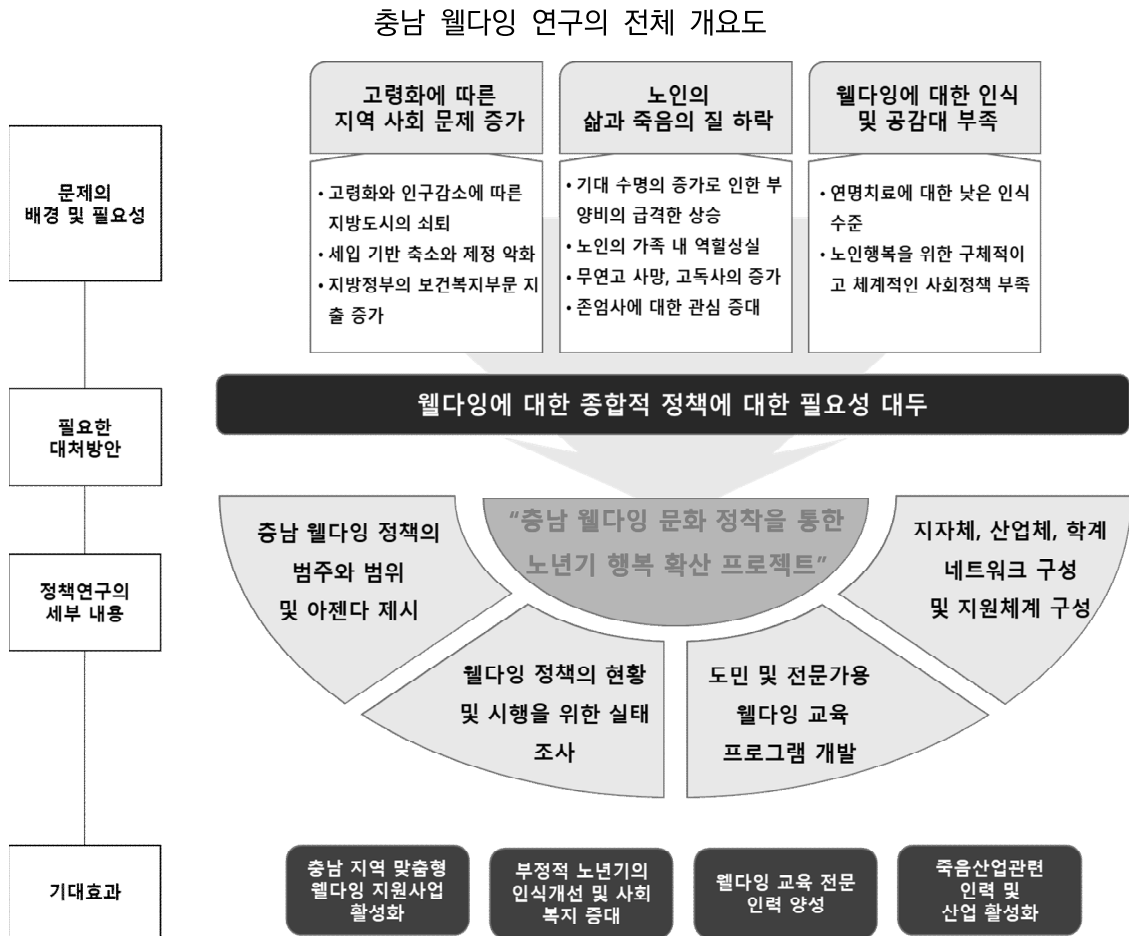 충남 웰다잉 연구의 전체 개요도
문제의
배경 및 필요성
고령화에 따른
지역 사회 문제 증가
• 고령화와 인구감소에 따른
지방도시의 쇠퇴
• 세입 기반 축소와 제정 악화
• 지방정부의 보건복지부문 지
출 증가
노인의
삶과 죽음의 질 하락
• 기대 수명의 증가로 인한 부
양비의 급격한 상승
• 노인의 가족 내 역할상실
• 무연고 사망, 고독사의 증가
• 존엄사에 대한 관심 증대
웰다잉에 대한 인식
및 공감대 부족
• 연명치료에 대한 낮은 인식
수준
• 노인행복을 위한 구체적이
고 체계적인 사회정책 부족
필요한
대처방안
웰다잉에 대한 종합적 정책에 대한 필요성 대두
정책연구의
세부 내용
“충남 웰다잉 문화 정착을 통한
노년기 행복 확산 프로젝트”
충남 웰다잉 정책의
범주와 범위
및 아젠다 제시
웰다잉 정책의 현황
및 시행을 위한 실태
조사
도민 및 전문가용
웰다잉 교육
프로그램 개발
지자체, 산업체, 학계
네트워크 구성
및 지원체계 구성
기대효과
충남 지역 맞춤형
웰다잉 지원사업
활성화
부정적 노년기의
인식개선 및 사회
복지 증대
웰다잉 교육 전문
인력 양성
죽음산업관련
인력 및
산업 활성화